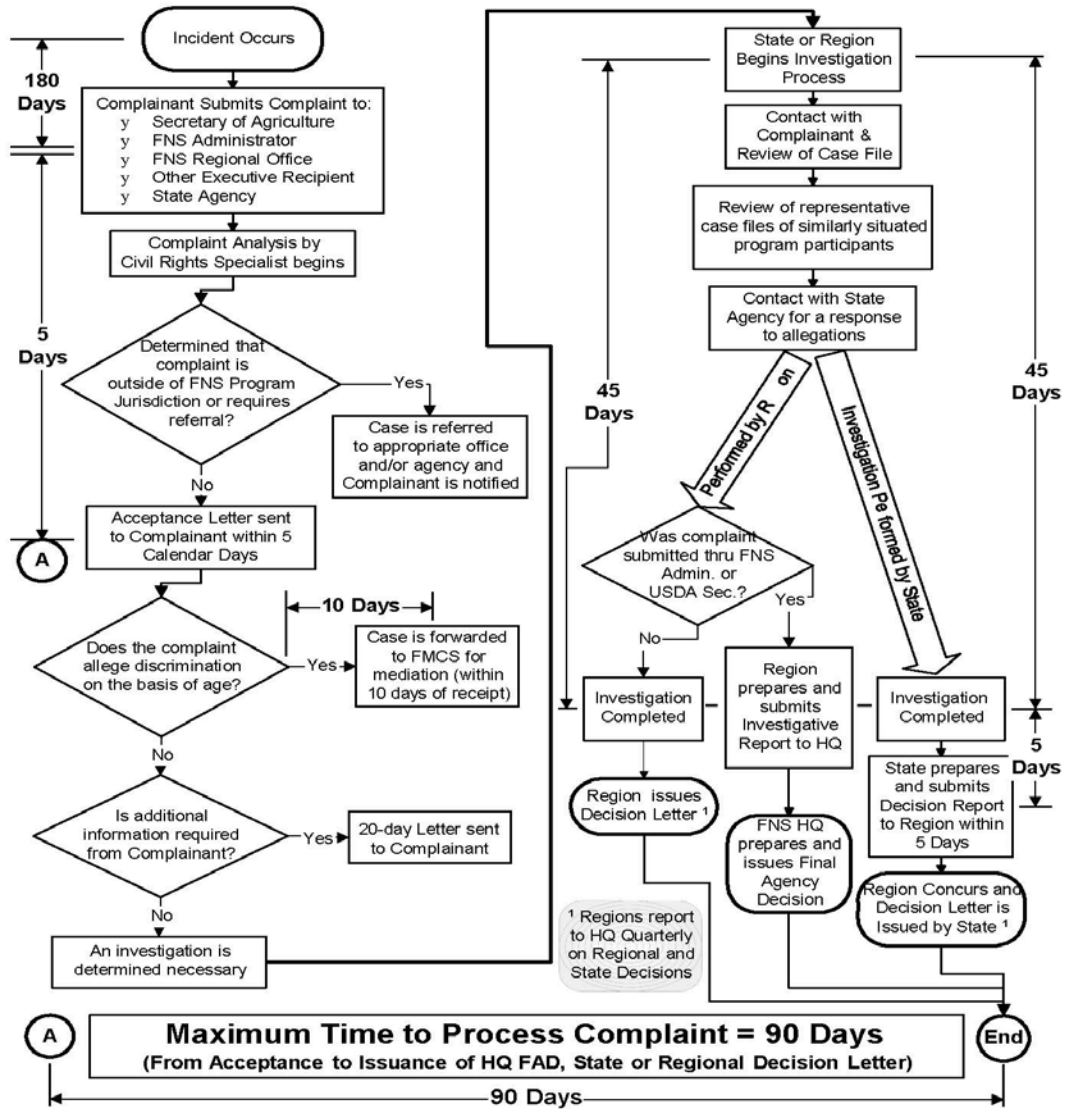 Incident Occurs
180
Days
Complainant Submits Complaint to:
y Secretary of Agriculture
y FNS Administrator
y FNS Regional Office
y Other Executive Recipient
y State Agency
Complaint Analysis by
Civil Rights Specialist begins
5
Days
Determined that
complaint is
outside of FNS Program
Jurisdiction or requires
referral?
Yes
Case is referred
to appropriate office
and/or agency and
Complainant is notified
No
Acceptance Letter sent
to Complainant within 5
Calendar Days
A
10 Days
Does the complaint
allege discrimination
on the basis of age?
Yes
Case is forwarded
to FMCS for
mediation (within
10 days of receipt)
No
Is additional
information required
from Complainant?
Yes
20-day Letter sent
to Complainant
No
An investigation is
determined necessary
State or Region
Begins Investigation
Process
Contact with
Complainant &
Review of Case File
Review of representative
case files of similarly situated
program participants
Contact with State
Agency for a response
to allegations
45
Days
45
Days
Performed by R on
Investigation Pe formed by State
Was complaint
submitted thru FNS
Admin. or
USDA Sec.?
Yes
No
Investigation
Completed
Region
prepares and
submits
Investigative
Report to HQ
Investigation
Completed
5
Days
Region issues
Decision Letter ¹
FNS HQ
prepares and
issues Final
Agency
Decision
State prepares
and submits
Decision Report
to Region within
5 Days
Region Concurs and
Decision Letter is
Issued by State ¹
¹ Regions report
to HQ Quarterly
on Regional and
State Decisions
A
Maximum Time to Process Complaint = 90 Days
(From Acceptance to Issuance of HQ FAD, State or Regional Decision Letter)
End
90 Days